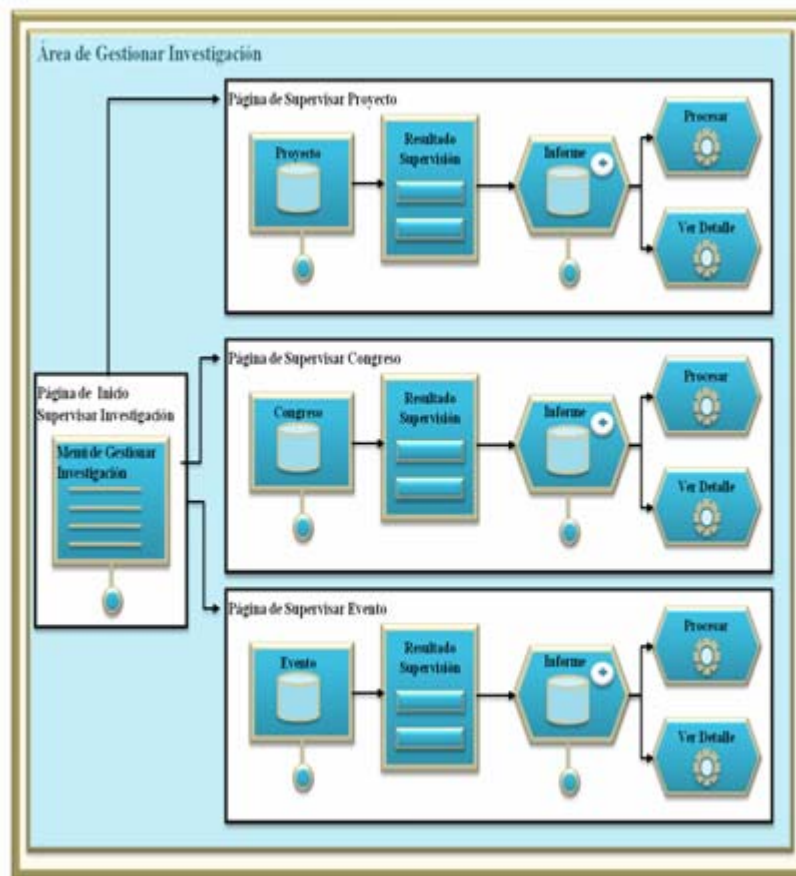 Área de Gestionar Investigación
Página de Supervisar Proyecto
Proyecto
Resultado
Supervisión
Informe
Procesar
Ver Detalle
Página de Inicio
Supervisar Investigación
Menú de Gestionar
Investigación
Página de Supervisar Congreso
Congreso
Resultado
Supervisión
Informe
Procesar
Ver Detalle
Página de Supervisar Evento
Evento
Resultado
Supervisión
Informe
Procesar
Ver Detalle